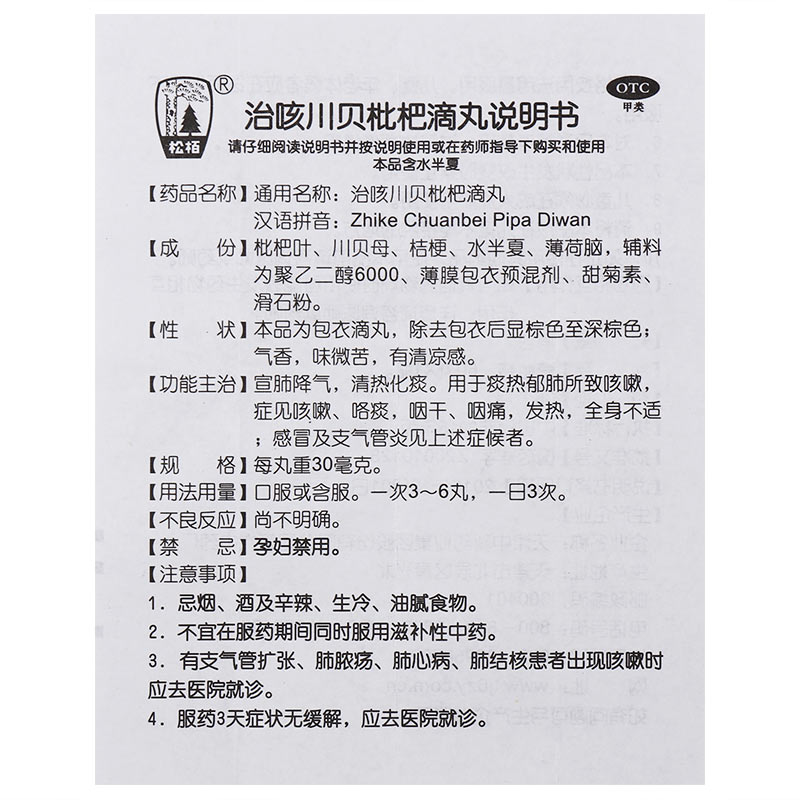 松栢
®
OTC
甲类
治咳川贝枇杷滴丸说明书
请仔细阅读说明书并按说明使用或在药师指导下购买和使用
本品含水半夏
【药品名称】通用名称：治咳川贝枇杷滴丸
汉语拼音：Zhike Chuanbei Pipa Diwan
【成　份】枇杷叶、川贝母、桔梗、水半夏、薄荷脑，辅料
为聚乙二醇6000、薄膜包衣预混剂、甜菊素、
滑石粉。
【性　状】本品为包衣滴丸，除去包衣后显棕色至深棕色；
气香，味微苦，有清凉感。
【功能主治】宣肺降气，清热化痰。用于痰热郁肺所致咳嗽，
症见咳嗽、咯痰、咽干、咽痛，发热，全身不适
；感冒及支气管炎见上述症候者。
【规　格】每丸重30毫克。
【用法用量】口服或含服。一次3～6丸，一日3次。
【不良反应】尚不明确。
【禁　忌】孕妇禁用。
【注意事项】
1．忌烟、酒及辛辣、生冷、油腻食物。
2．不宜在服药期间同时服用滋补性中药。
3．有支气管扩张、肺脓疡、肺心病、肺结核患者出现咳嗽时
应去医院就诊。
4．服药3天症状无缓解，应去医院就诊。